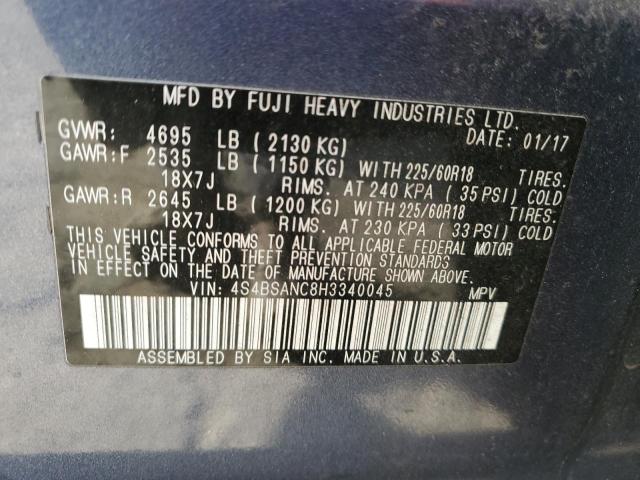 MFD BY FUJI HEAVY INDUSTRIES LTD.
DATE: 01/17
GVWR: 4695 LB (2130 KG)
GAWR:F 2535 LB (1150 KG) WITH 225/60R18 TIRES.
18X7J RIMS. AT 240 KPA (35 PSI) COLD
GAWR:R 2645 LB (1200 KG) WITH 225/60R18 TIRES.
18X7J RIMS. AT 230 KPA (33 PSI) COLD
THIS VEHICLE CONFORMS TO ALL APPLICABLE FEDERAL MOTOR
VEHICLE SAFETY AND THEFT PREVENTION STANDARDS
IN EFFECT ON THE DATE OF MANUFACTURE SHOWN ABOVE.
VIN: 4S4BSANC8H3340045 MPV
ASSEMBLED BY SIA INC. MADE IN U.S.A.